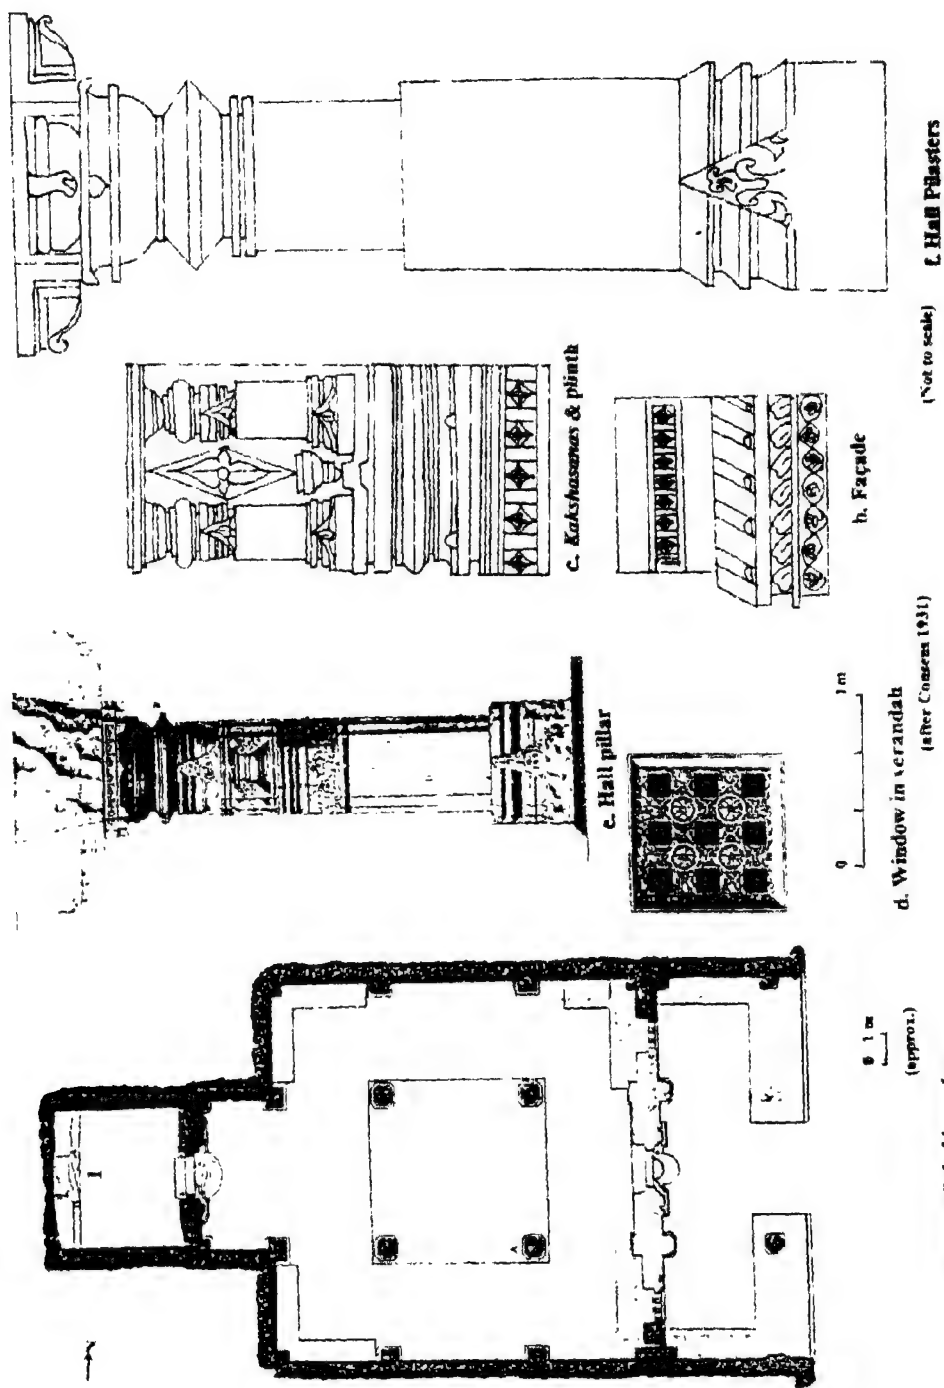 1
0 1 m
(approx.)
e. Hall pillar
d. Window in verandah
0 1m
(after Cousens 1931)
c. Kakshasanas & plinth
b. Façade
(Not to scale)
f. Hall Pilasters